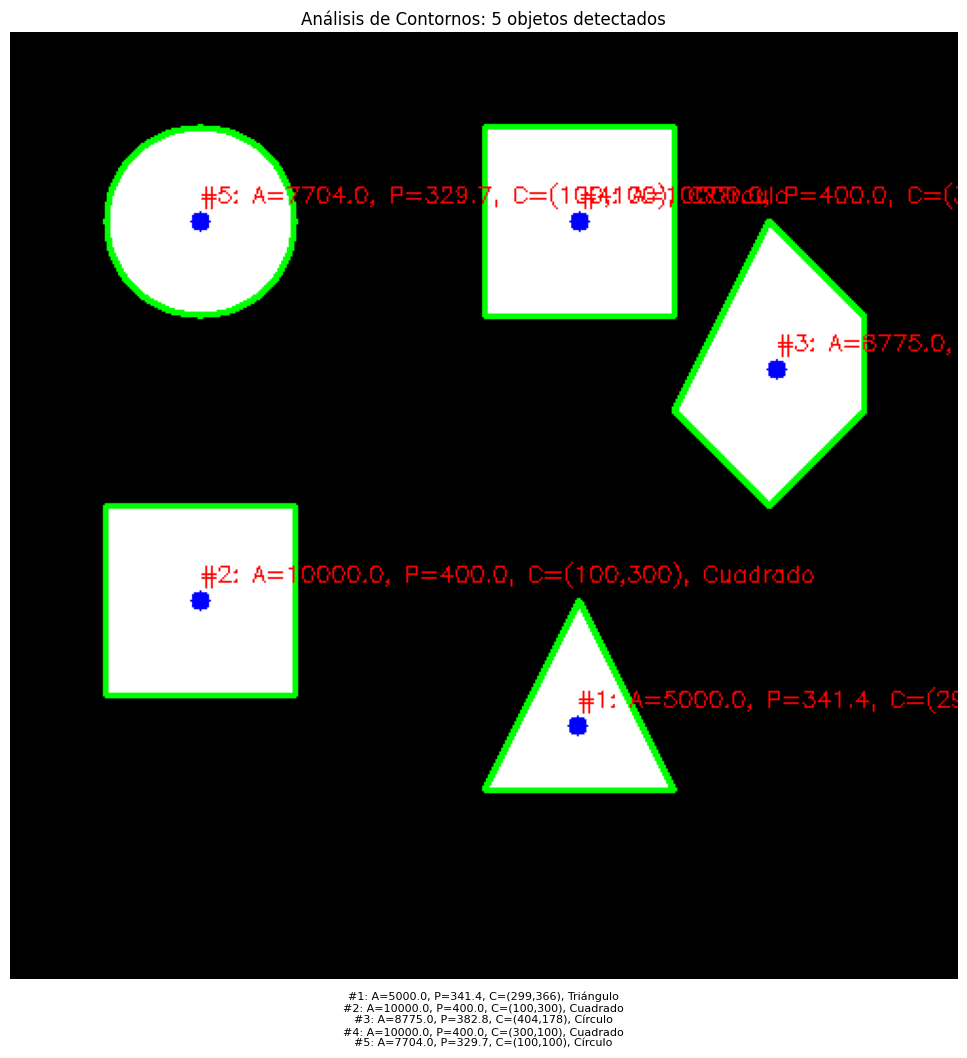 Análisis de Contornos: 5 objetos detectados
#5: A=7704.0, P=329.7, C=(100,100), Círculo
#4: A=10000.0, P=400.0, C=(3
#3: A=8775.0,
#2: A=10000.0, P=400.0, C=(100,300), Cuadrado
#1: A=5000.0, P=341.4, C=(29
#1: A=5000.0, P=341.4, C=(299,366), Triángulo
#2: A=10000.0, P=400.0, C=(100,300), Cuadrado
#3: A=8775.0, P=382.8, C=(404,178), Círculo
#4: A=10000.0, P=400.0, C=(300,100), Cuadrado
#5: A=7704.0, P=329.7, C=(100,100), Círculo